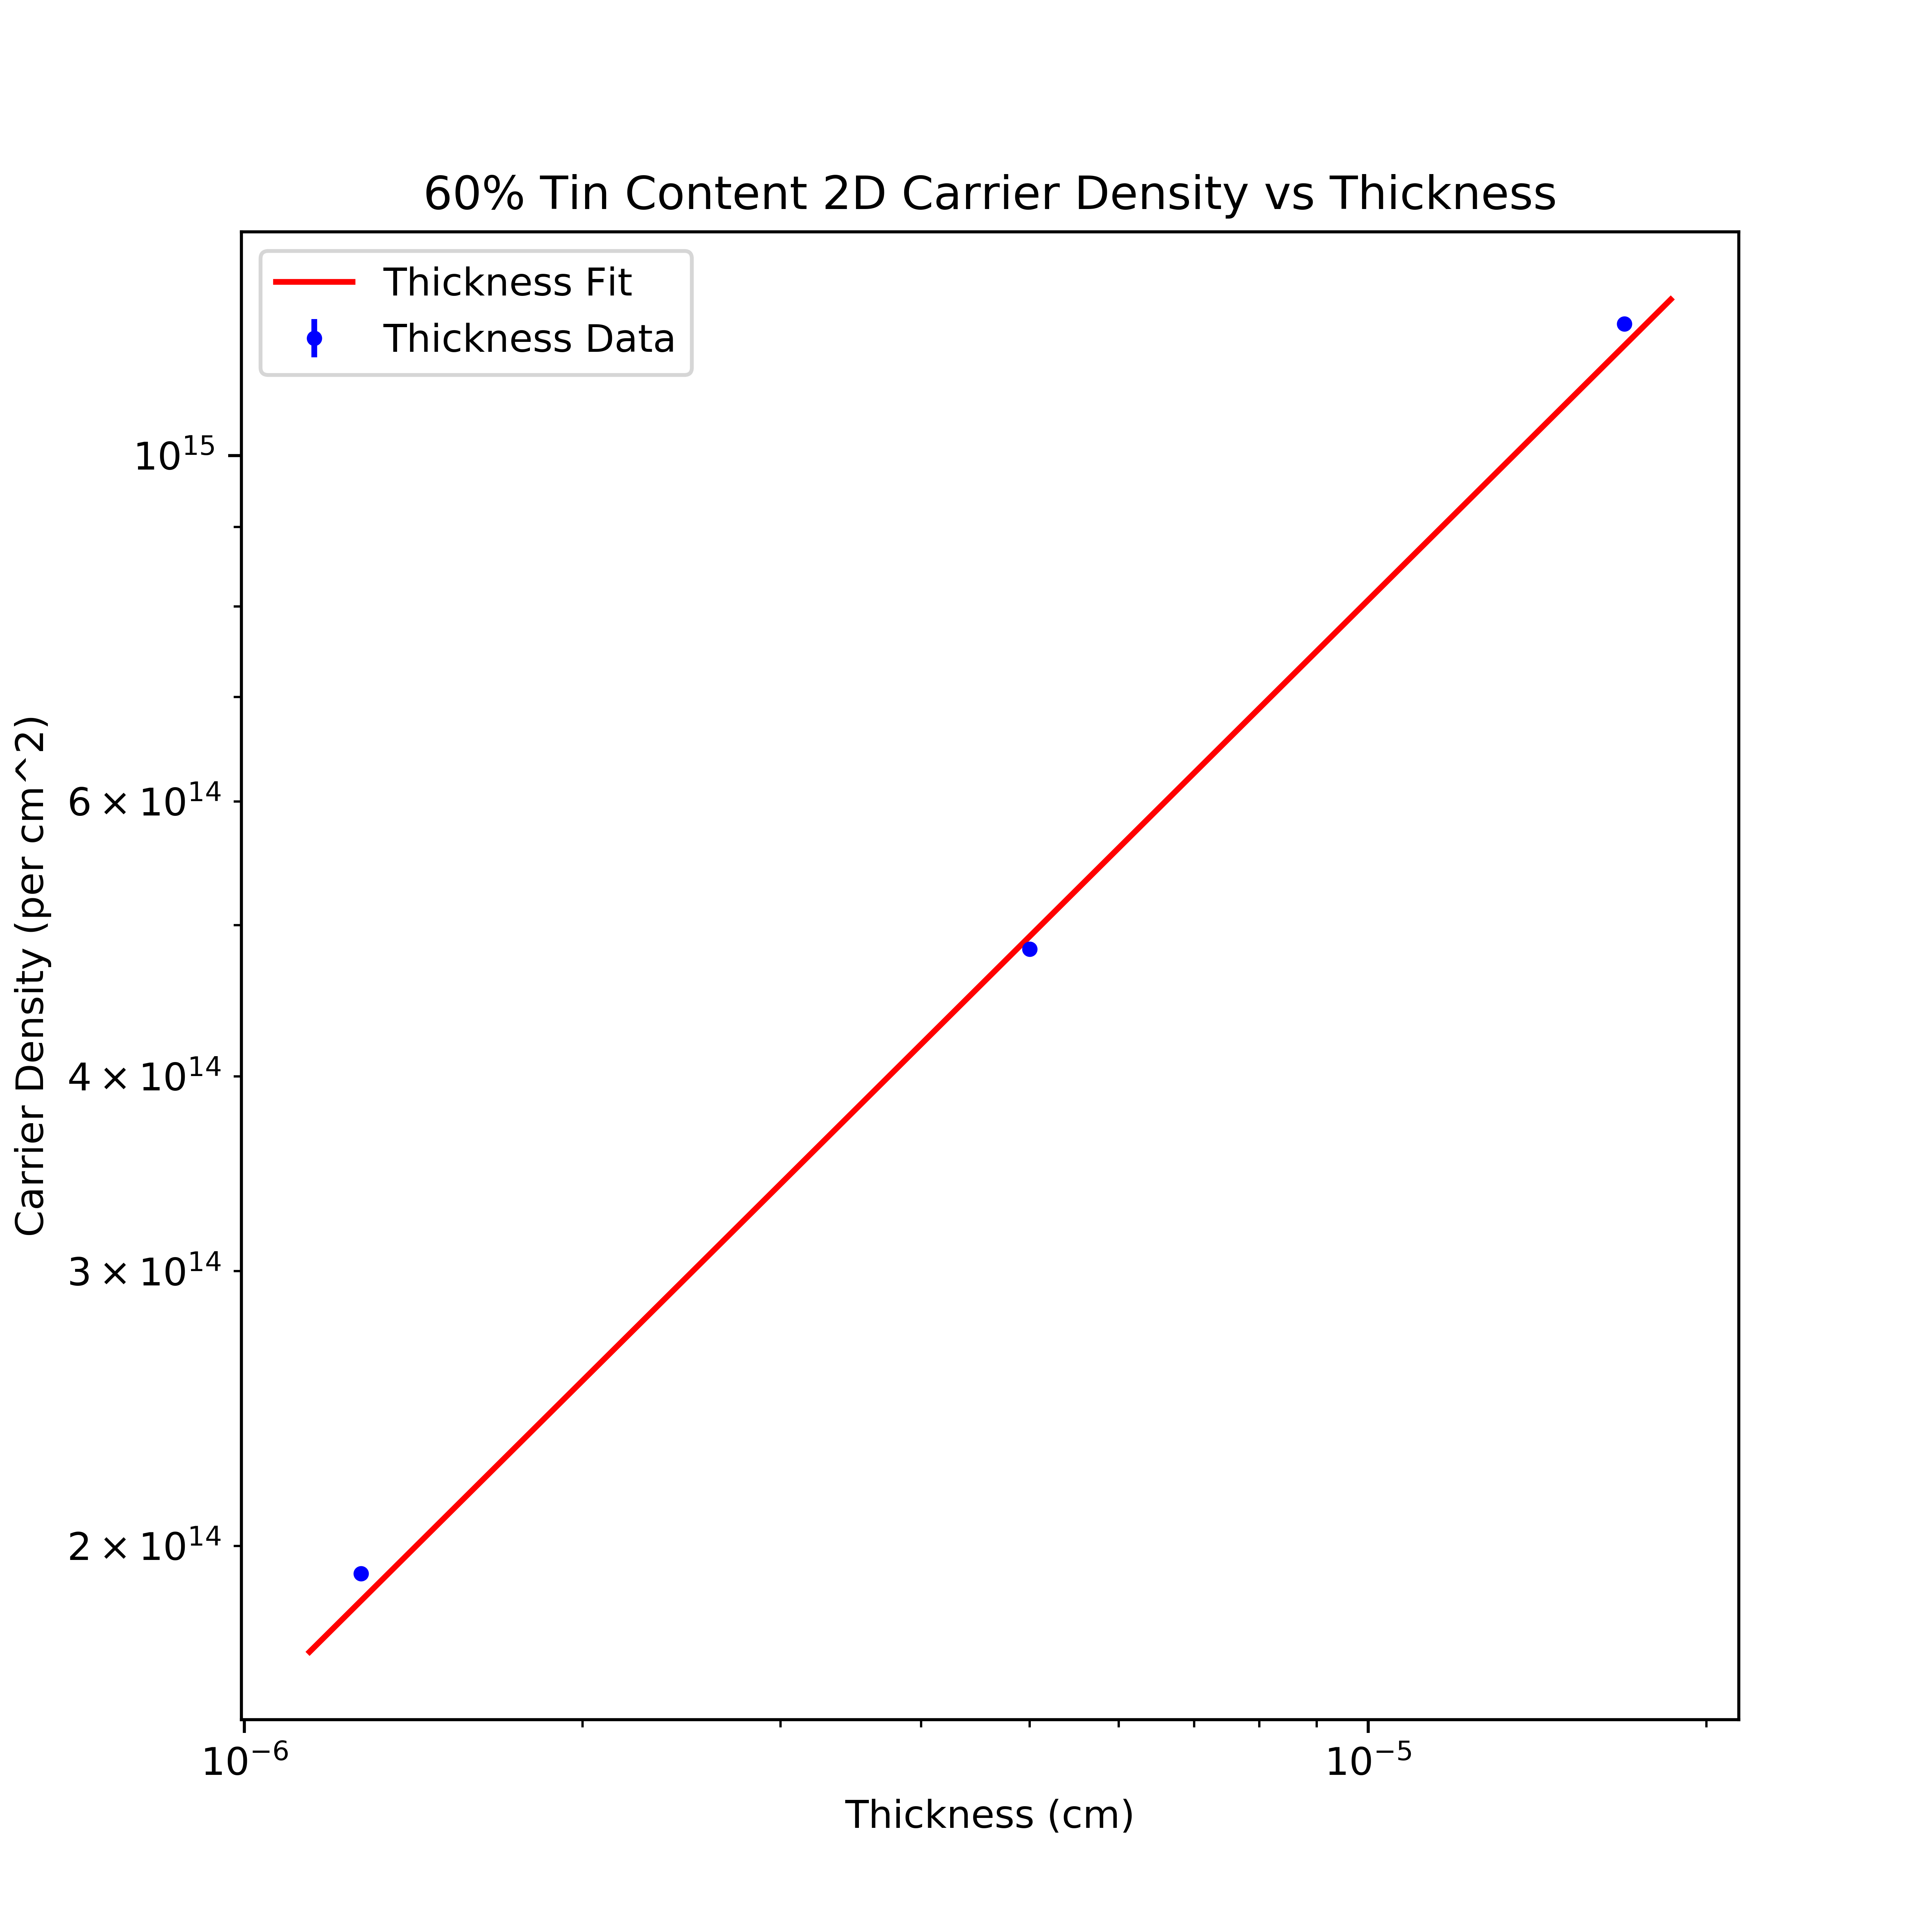 60% Tin Content 2D Carrier Density vs Thickness
Thickness Fit
Thickness Data
10^15
6 × 10^14
4 × 10^14
3 × 10^14
2 × 10^14
Carrier Density (per cm^2)
10^−6
10^−5
Thickness (cm)